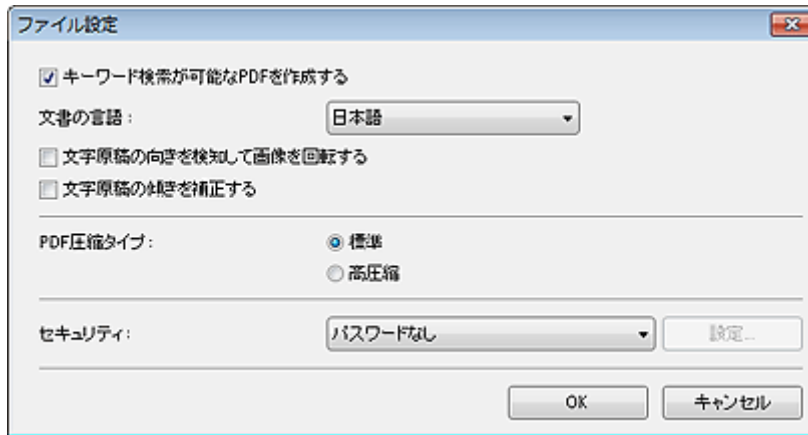 ファイル設定
キーワード検索が可能なPDFを作成する
文書の言語：
日本語
文字原稿の向きを検知して画像を回転する
文字原稿の傾きを補正する
PDF圧縮タイプ：
標準
高圧縮
セキュリティ：
パスワードなし
設定...
OK
キャンセル